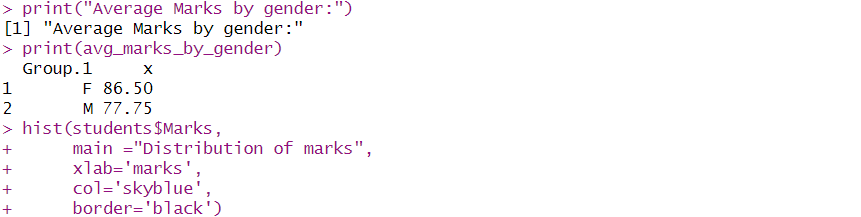 > print("Average Marks by gender:")
[1] "Average Marks by gender:"
> print(avg_marks_by_gender)
  Group.1     x
1       F 86.50
2       M 77.75
> hist(students$Marks,
+      main ="Distribution of marks",
+      xlab='marks',
+      col='skyblue',
+      border='black')